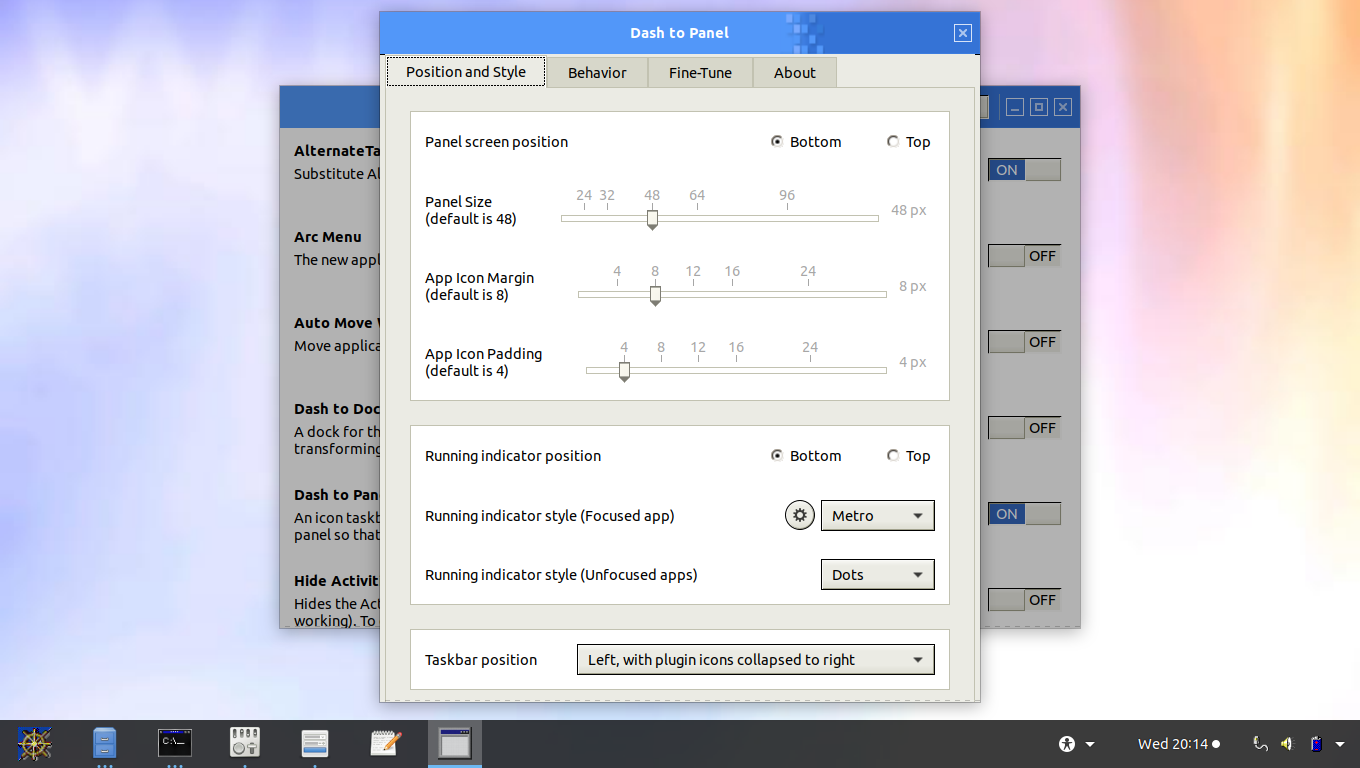 Dash to Panel
Position and Style
Behavior
Fine-Tune
About
Panel screen position
Bottom
Top
24 32 48 64 96
Panel Size
(default is 48)
48 px
4 8 12 16 24
App Icon Margin
(default is 8)
8 px
4 8 12 16 24
App Icon Padding
(default is 4)
4 px
Running indicator position
Bottom
Top
Running indicator style (Focused app)
Metro
Running indicator style (Unfocused apps)
Dots
Taskbar position
Left, with plugin icons collapsed to right
AlternateTa
Substitute Al
ON
Arc Menu
The new appl
OFF
Auto Move
Move applica
OFF
Dash to Doc
A dock for th
transforming
OFF
Dash to Pane
An icon taskb
panel so that
ON
Hide Activit
Hides the Act
working). To
OFF
C:\
Wed 20:14